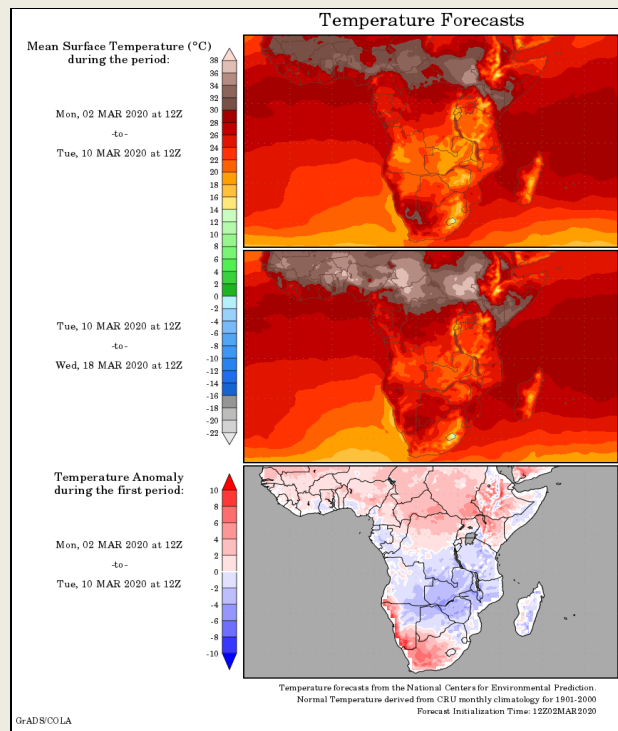 Temperature Forecasts
Mean Surface Temperature (°C)
during the period:
Mon, 02 MAR 2020 at 12Z
-to-
Tue, 10 MAR 2020 at 12Z
38
36
34
32
30
28
26
24
22
20
18
16
14
12
10
8
6
4
2
0
-2
-4
-6
-8
-10
-12
-14
-16
-18
-20
-22
Tue, 10 MAR 2020 at 12Z
-to-
Wed, 18 MAR 2020 at 12Z
Temperature Anomaly
during the first period:
Mon, 02 MAR 2020 at 12Z
-to-
Tue, 10 MAR 2020 at 12Z
10
8
6
4
2
0
-2
-4
-6
-8
-10
Temperature forecasts from the National Centers for Environmental Prediction.
Normal Temperature derived from CRU monthly climatology for 1901-2000
Forecast Initialization Time: 12Z02MAR2020
GrADS/COLA